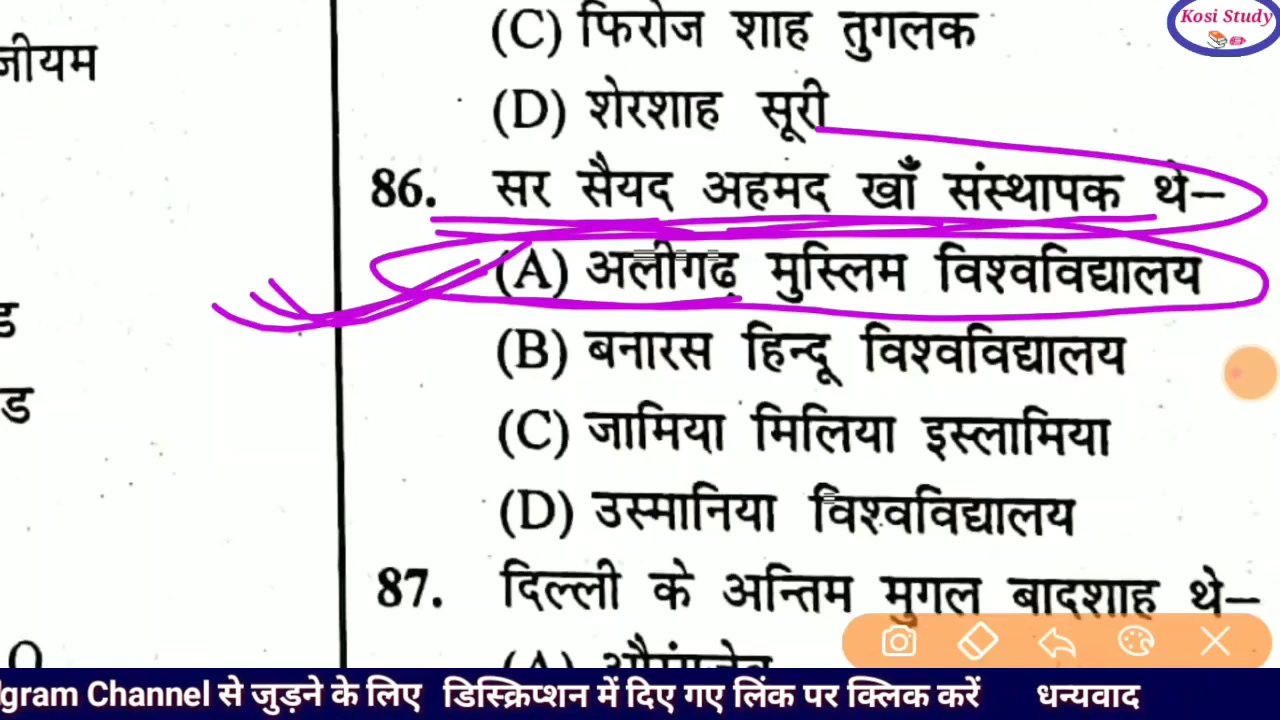 Kosi Study
(C) फिरोज शाह तुगलक
जीयम
(D) शेरशाह सूरी
86. सर सैयद अहमद खाँ संस्थापक थे–
(A) अलीगढ़ मुस्लिम विश्वविद्यालय
ड
(B) बनारस हिन्दू विश्वविद्यालय
ड
(C) जामिया मिलिया इस्लामिया
(D) उस्मानिया विश्वविद्यालय
87. दिल्ली के अन्तिम मुगल बादशाह थे–
(A)
gram Channel से जुड़ने के लिए डिस्क्रिप्शन में दिए गए लिंक पर क्लिक करें धन्यवाद